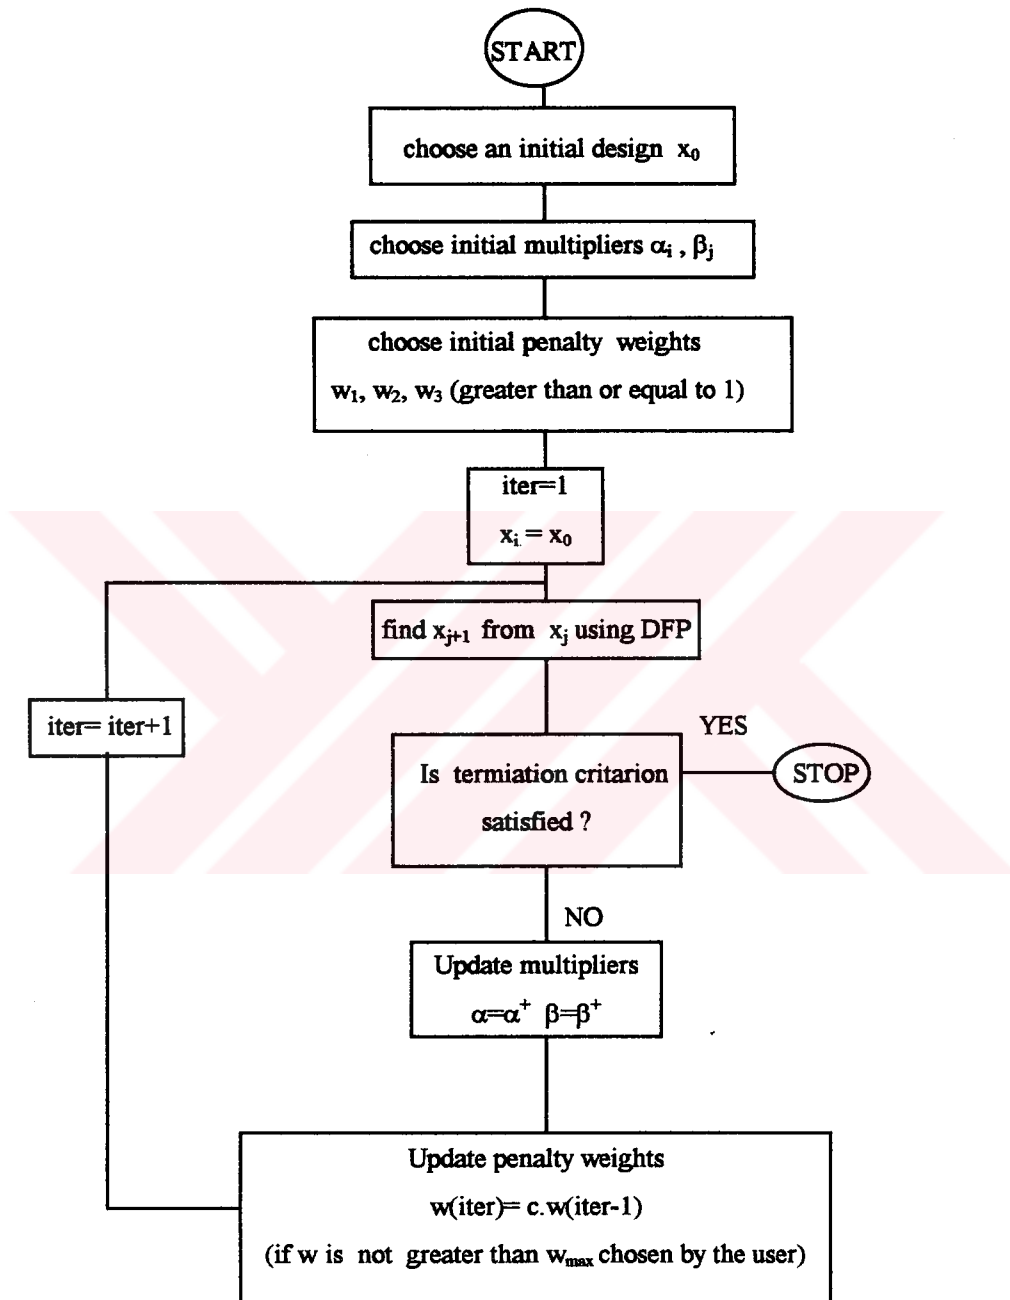 START
choose an initial design x₀
choose initial multipliers αᵢ , βⱼ
choose initial penalty weights
w₁, w₂, w₃ (greater than or equal to 1)
iter=1
xᵢ = x₀
find xⱼ₊₁ from xⱼ using DFP
iter= iter+1
YES
Is termiation critarion
satisfied ?
STOP
NO
Update multipliers
α=α⁺ β=β⁺
Update penalty weights
w(iter)= c.w(iter-1)
(if w is not greater than wₘₐₓ chosen by the user)